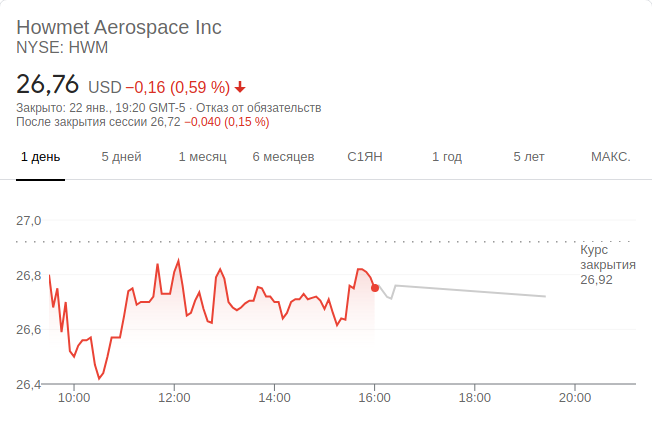 Howmet Aerospace Inc
NYSE: HWM
26,76 USD −0,16 (0,59 %)
Закрыто: 22 янв., 19:20 GMT-5 · Отказ от обязательств
После закрытия сессии 26,72 −0,040 (0,15 %)
1 день 5 дней 1 месяц 6 месяцев С1ЯН 1 год 5 лет МАКС.
27,0
Курс
закрытия
26,92
26,8
26,6
26,4
10:00 12:00 14:00 16:00 18:00 20:00